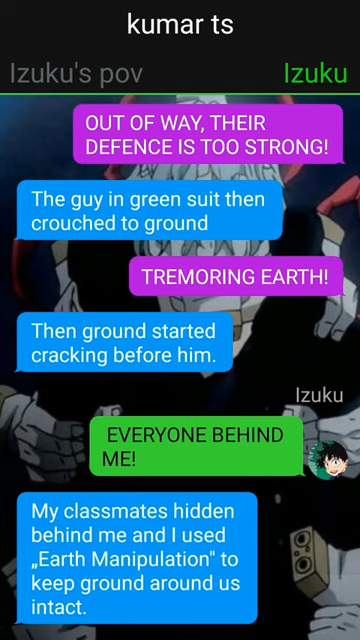 kumar ts
Izuku's pov
Izuku
OUT OF WAY, THEIR
DEFENCE IS TOO STRONG!
The guy in green suit then
crouched to ground
TREMORING EARTH!
Then ground started
cracking before him.
Izuku
EVERYONE BEHIND
ME!
My classmates hidden
behind me and I used
„Earth Manipulation" to
keep ground around us
intact.